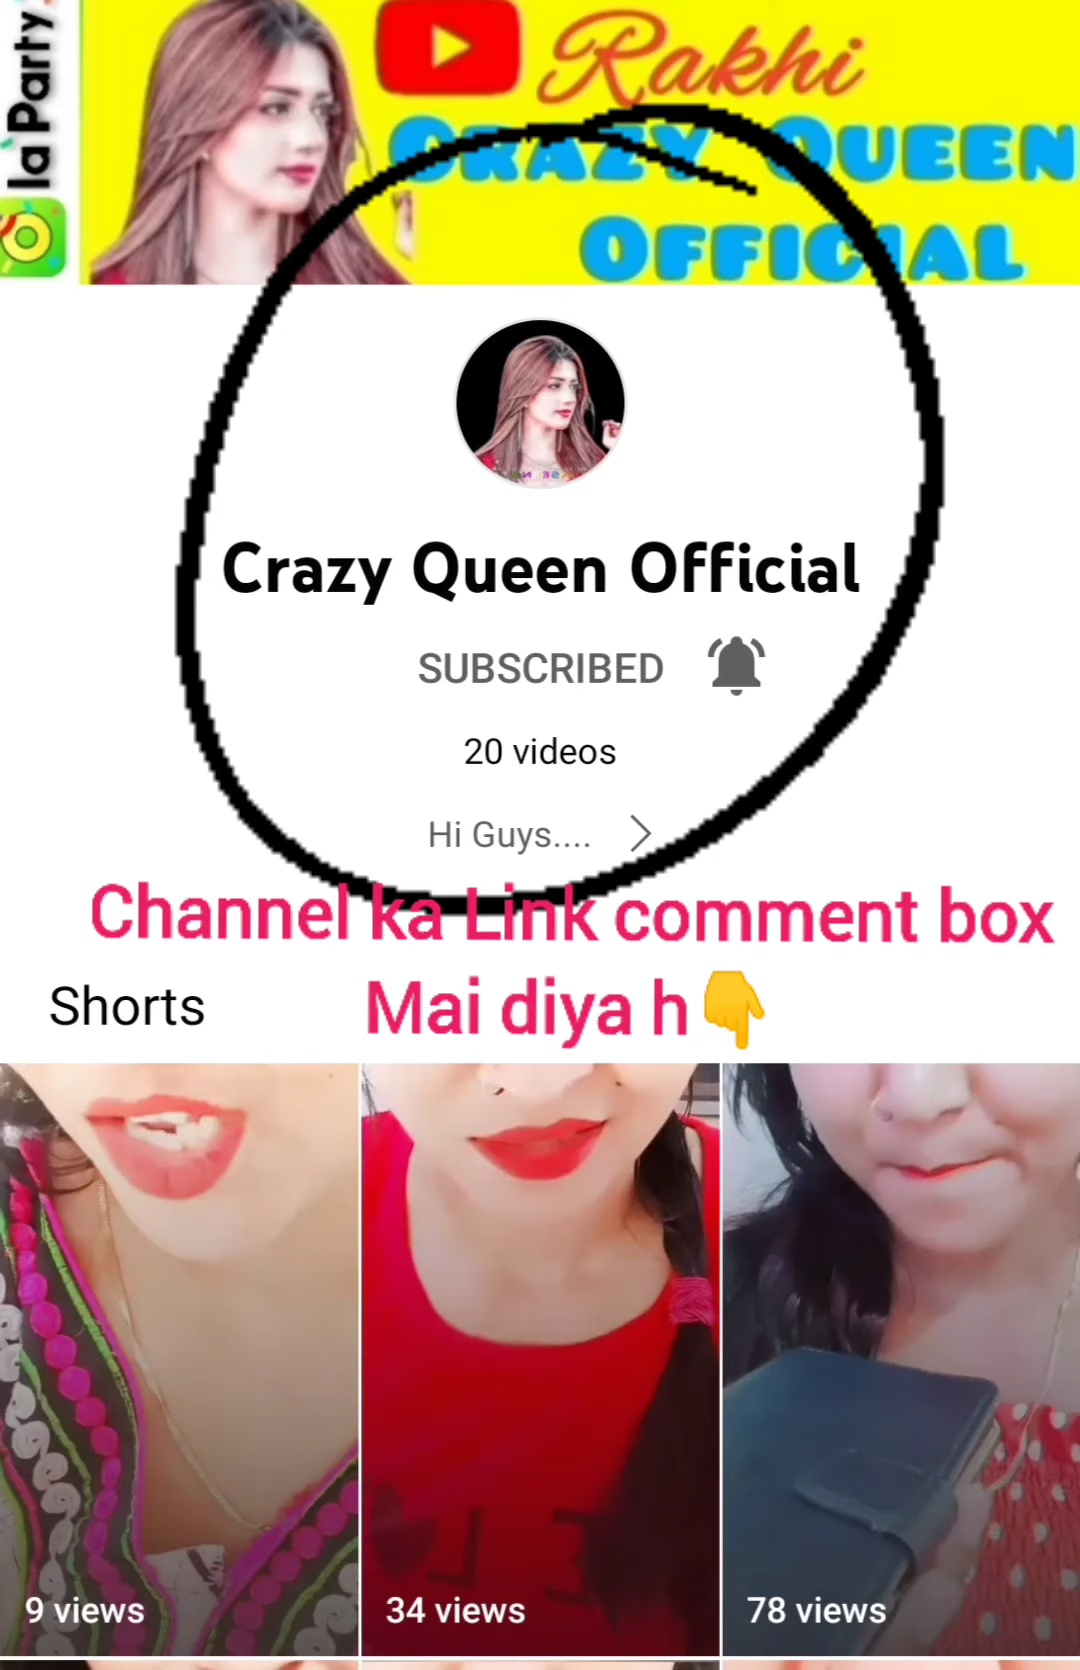 la Party
Rakhi
CRAZY QUEEN
OFFICIAL
Crazy Queen Official
SUBSCRIBED
20 videos
Hi Guys....
Channel ka Link comment box
Shorts
Mai diya h👇
9 views
34 views
78 views